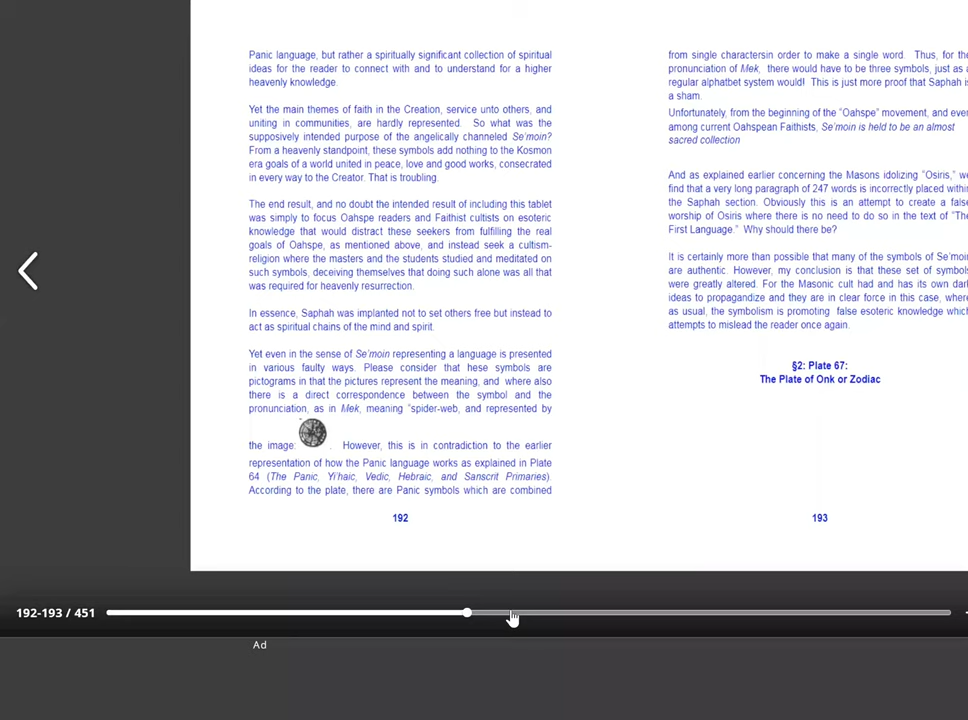 Panic language, but rather a spiritually significant collection of spiritual
ideas for the reader to connect with and to understand for a higher
heavenly knowledge.
Yet the main themes of faith in the Creation, service unto others, and
uniting in communities, are hardly represented. So what was the
supposively intended purpose of the angelically channeled Se'moin?
From a heavenly standpoint, these symbols add nothing to the Kosmon
era goals of a world united in peace, love and good works, consecrated
in every way to the Creator. That is troubling.
The end result, and no doubt the intended result of including this tablet
was simply to focus Oahspe readers and Faithist cultists on esoteric
knowledge that would distract these seekers from fulfilling the real
goals of Oahspe, as mentioned above, and instead seek a cultism-
religion where the masters and the students studied and meditated on
such symbols, deceiving themselves that doing such alone was all that
was required for heavenly resurrection.
In essence, Saphah was implanted not to set others free but instead to
act as spiritual chains of the mind and spirit.
Yet even in the sense of Se'moin representing a language is presented
in various faulty ways. Please consider that hese symbols are
pictograms in that the pictures represent the meaning, and where also
there is a direct correspondence between the symbol and the
pronunciation, as in Mek, meaning “spider-web, and represented by
the image: . However, this is in contradiction to the earlier
representation of how the Panic language works as explained in Plate
64 (The Panic, Yi'haic, Vedic, Hebraic, and Sanscrit Primaries).
According to the plate, there are Panic symbols which are combined
192
from single charactersin order to make a single word. Thus, for the
pronunciation of Mek, there would have to be three symbols, just as a
regular alphatbet system would! This is just more proof that Saphah is
a sham.
Unfortunately, from the beginning of the “Oahspe” movement, and even
among current Oahspean Faithists, Se'moin is held to be an almost
sacred collection
And as explained earlier concerning the Masons idolizing “Osiris,” we
find that a very long paragraph of 247 words is incorrectly placed within
the Saphah section. Obviously this is an attempt to create a false
worship of Osiris where there is no need to do so in the text of “The
First Language.” Why should there be?
It is certainly more than possible that many of the symbols of Se'moin
are authentic. However, my conclusion is that these set of symbols
were greatly altered. For the Masonic cult had and has its own dark
ideas to propagandize and they are in clear force in this case, where
as usual, the symbolism is promoting false esoteric knowledge which
attempts to mislead the reader once again.
§2: Plate 67:
The Plate of Onk or Zodiac
193
192-193 / 451
Ad